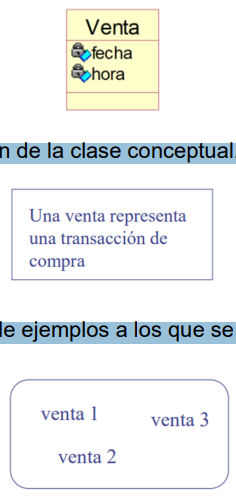 Venta
fecha
hora
n de la clase conceptual.
Una venta representa
una transacción de
compra
de ejemplos a los que se
venta 1
venta 3
venta 2